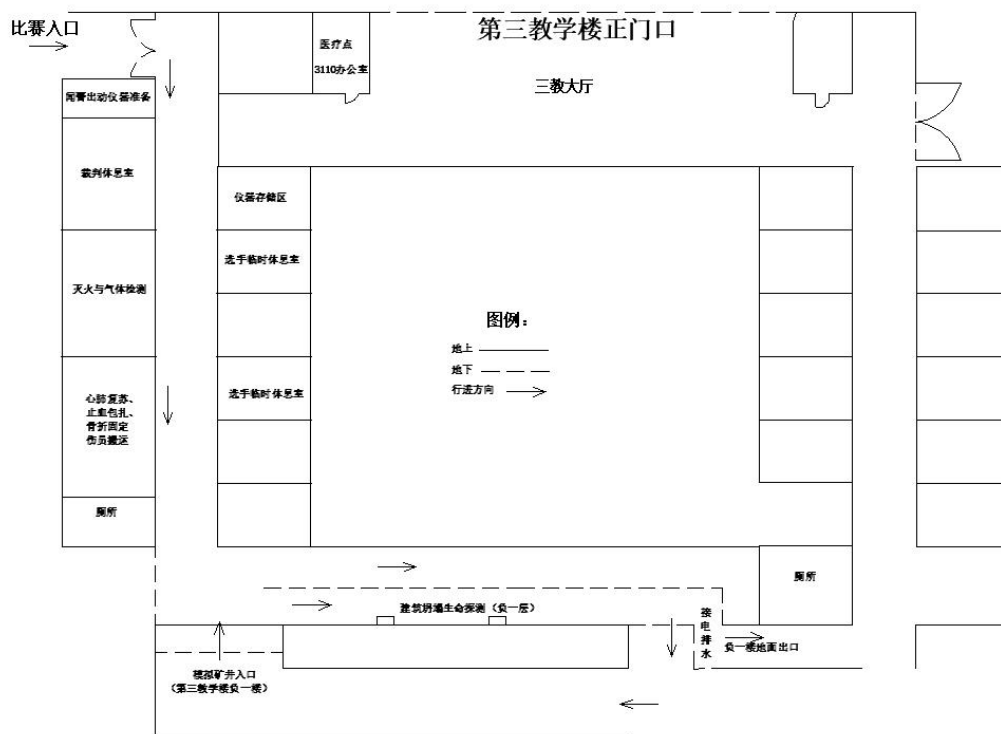 比赛入口
第三教学楼正门口
医疗点
3110办公室
三教大厅
闻警出动仪器准备
裁判休息室
仪器存储区
选手临时休息室
灭火与气体检测
图例：
地上
地下
行进方向
选手临时休息室
心肺复苏、
止血包扎、
骨折固定
伤员搬运
厕所
厕所
建筑坍塌生命探测（负一层）
接电排水
负一楼地面出口
模拟矿井入口
（第三教学楼负一楼）